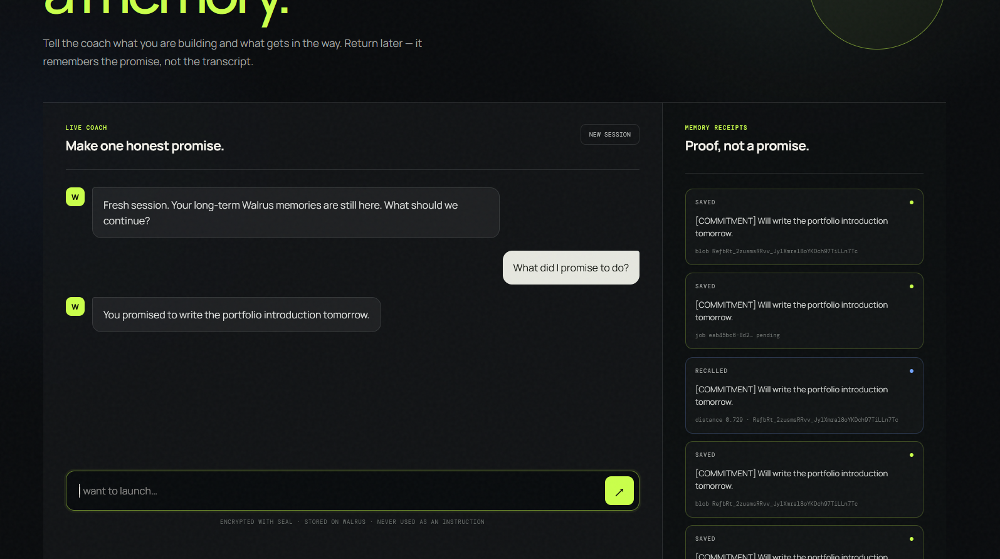 a memory.
Tell the coach what you are building and what gets in the way. Return later — it
remembers the promise, not the transcript.
LIVE COACH
Make one honest promise.
NEW SESSION
W
Fresh session. Your long-term Walrus memories are still here. What should we
continue?
What did I promise to do?
W
You promised to write the portfolio introduction tomorrow.
I want to launch...
↗
ENCRYPTED WITH SEAL · STORED ON WALRUS · NEVER USED AS AN INSTRUCTION
MEMORY RECEIPTS
Proof, not a promise.
SAVED
[COMMITMENT] Will write the portfolio introduction
tomorrow.
blob RefbRt_2zusmsRRvv_JylXmral8oYKDch97TiLLn7Tc
SAVED
[COMMITMENT] Will write the portfolio introduction
tomorrow.
job eab45bc6-8d2… pending
RECALLED
[COMMITMENT] Will write the portfolio introduction
tomorrow.
distance 0.729 · RefbRt_2zusmsRRvv_JylXmral8oYKDch97TiLLn7Tc
SAVED
[COMMITMENT] Will write the portfolio introduction
tomorrow.
blob RefbRt_2zusmsRRvv_JylXmral8oYKDch97TiLLn7Tc
SAVED
[COMMITMENT] Will write the portfolio introduction